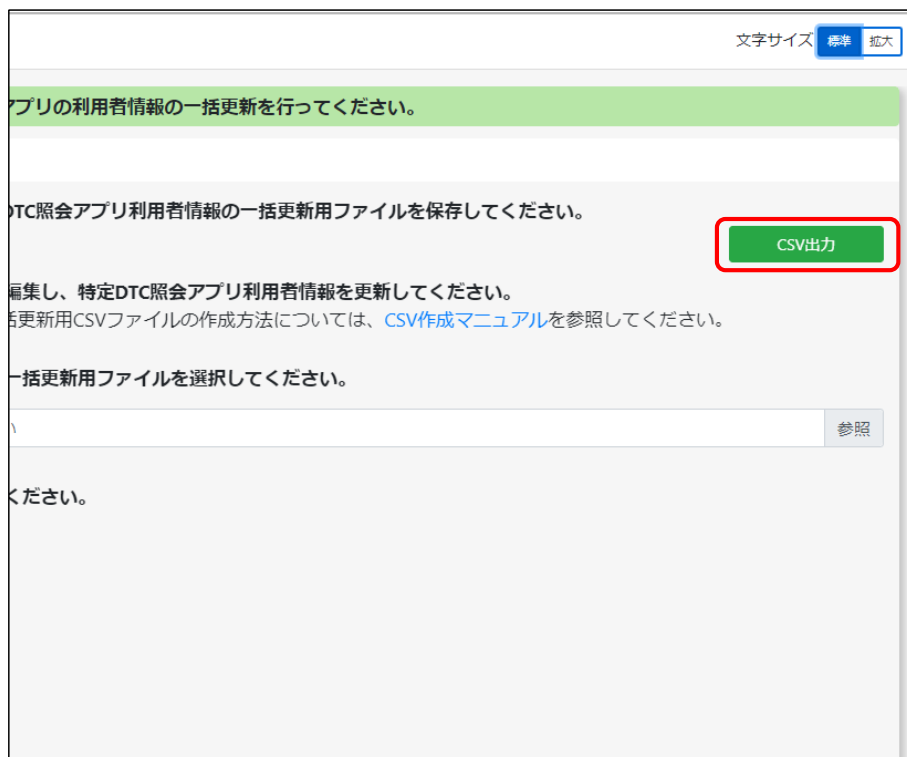 文字サイズ 標準 拡大
アプリの利用者情報の一括更新を行ってください。
DTC照会アプリ利用者情報の一括更新用ファイルを保存してください。
CSV出力
編集し、特定DTC照会アプリ利用者情報を更新してください。
括更新用CSVファイルの作成方法については、CSV作成マニュアルを参照してください。
一括更新用ファイルを選択してください。
い 参照
ください。